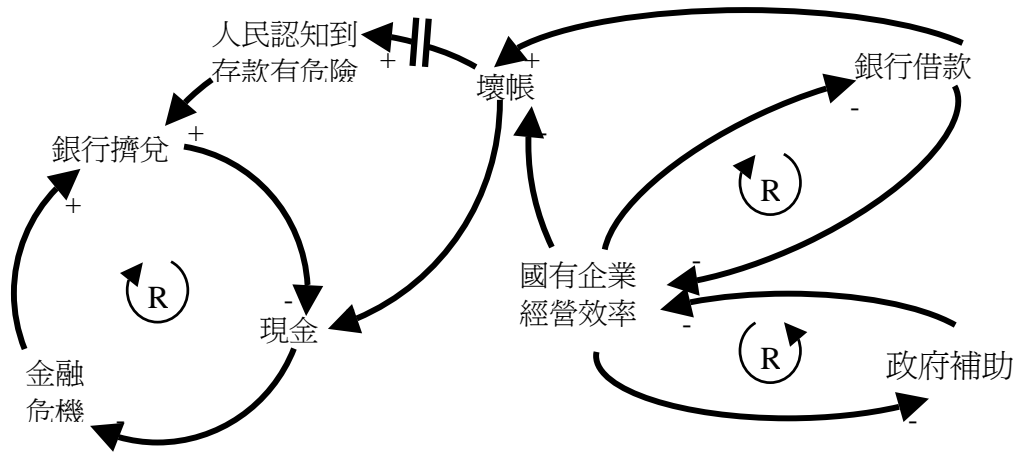 人民認知到
存款有危險
+
+
壞帳
銀行借款
-
銀行擠兌
+
-
+
R
R
-
國有企業
經營效率
-
-
現金
R
政府補助
-
金融
危機
-